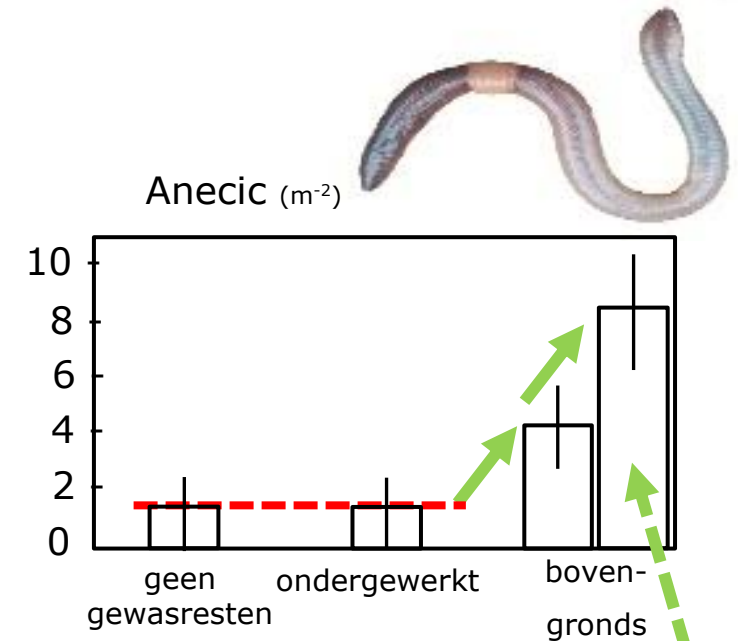 Anecic (m⁻²)
10
8
6
4
2
0
geen
gewasresten
ondergewerkt
boven-
gronds